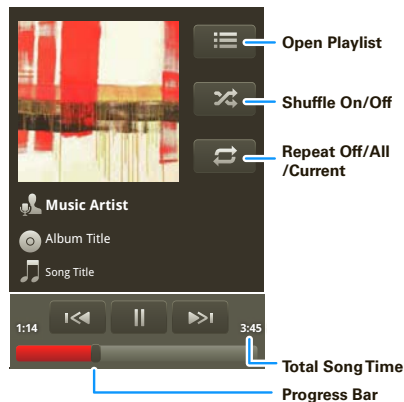 Open Playlist
Shuffle On/Off
Repeat Off/All
/Current
Music Artist
Album Title
Song Title
1:14
3:45
Total Song Time
Progress Bar